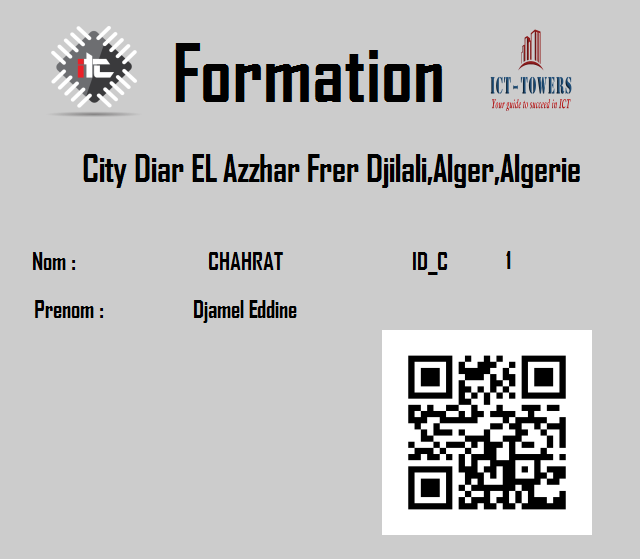 itc Formation ICT-TOWERS
Your guide to succeed in ICT
City Diar EL Azzhar Frer Djilali,Alger,Algerie
Nom : CHAHRAT ID_C 1
Prenom : Djamel Eddine